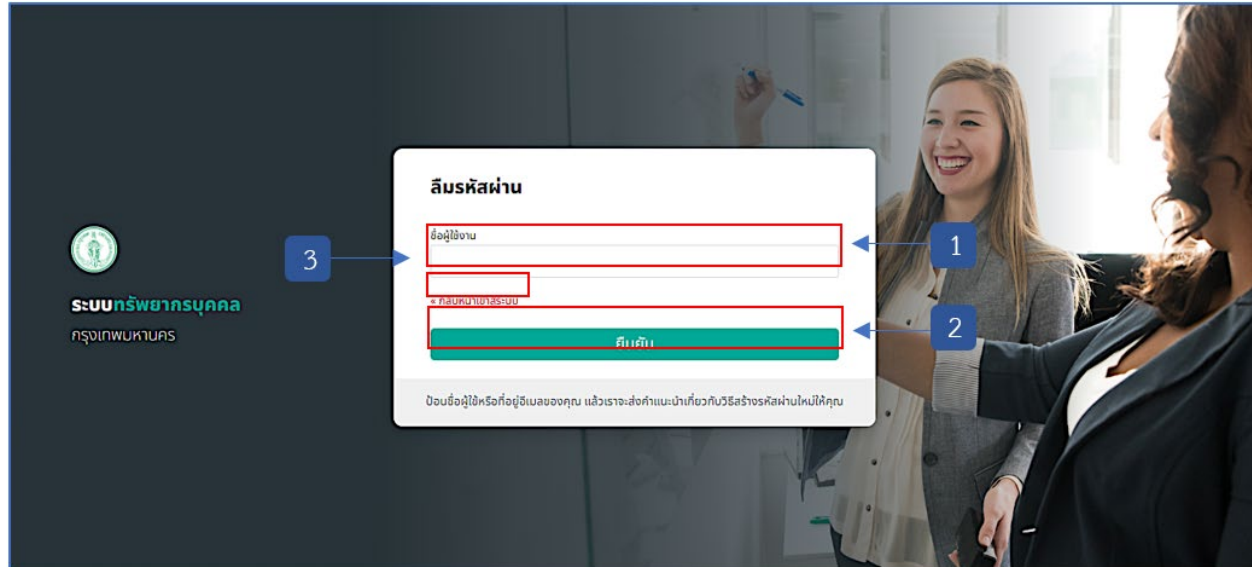 ลืมรหัสผ่าน
ชื่อผู้ใช้งาน
1
3
« กลับหน้าเข้าสู่ระบบ
ระบบทรัพยากรบุคคล
กรุงเทพมหานคร
2
ยืนยัน
ป้อนชื่อผู้ใช้หรือที่อยู่อีเมลของคุณ แล้วเราจะส่งคำแนะนำเกี่ยวกับวิธีสร้างรหัสผ่านใหม่ให้คุณ